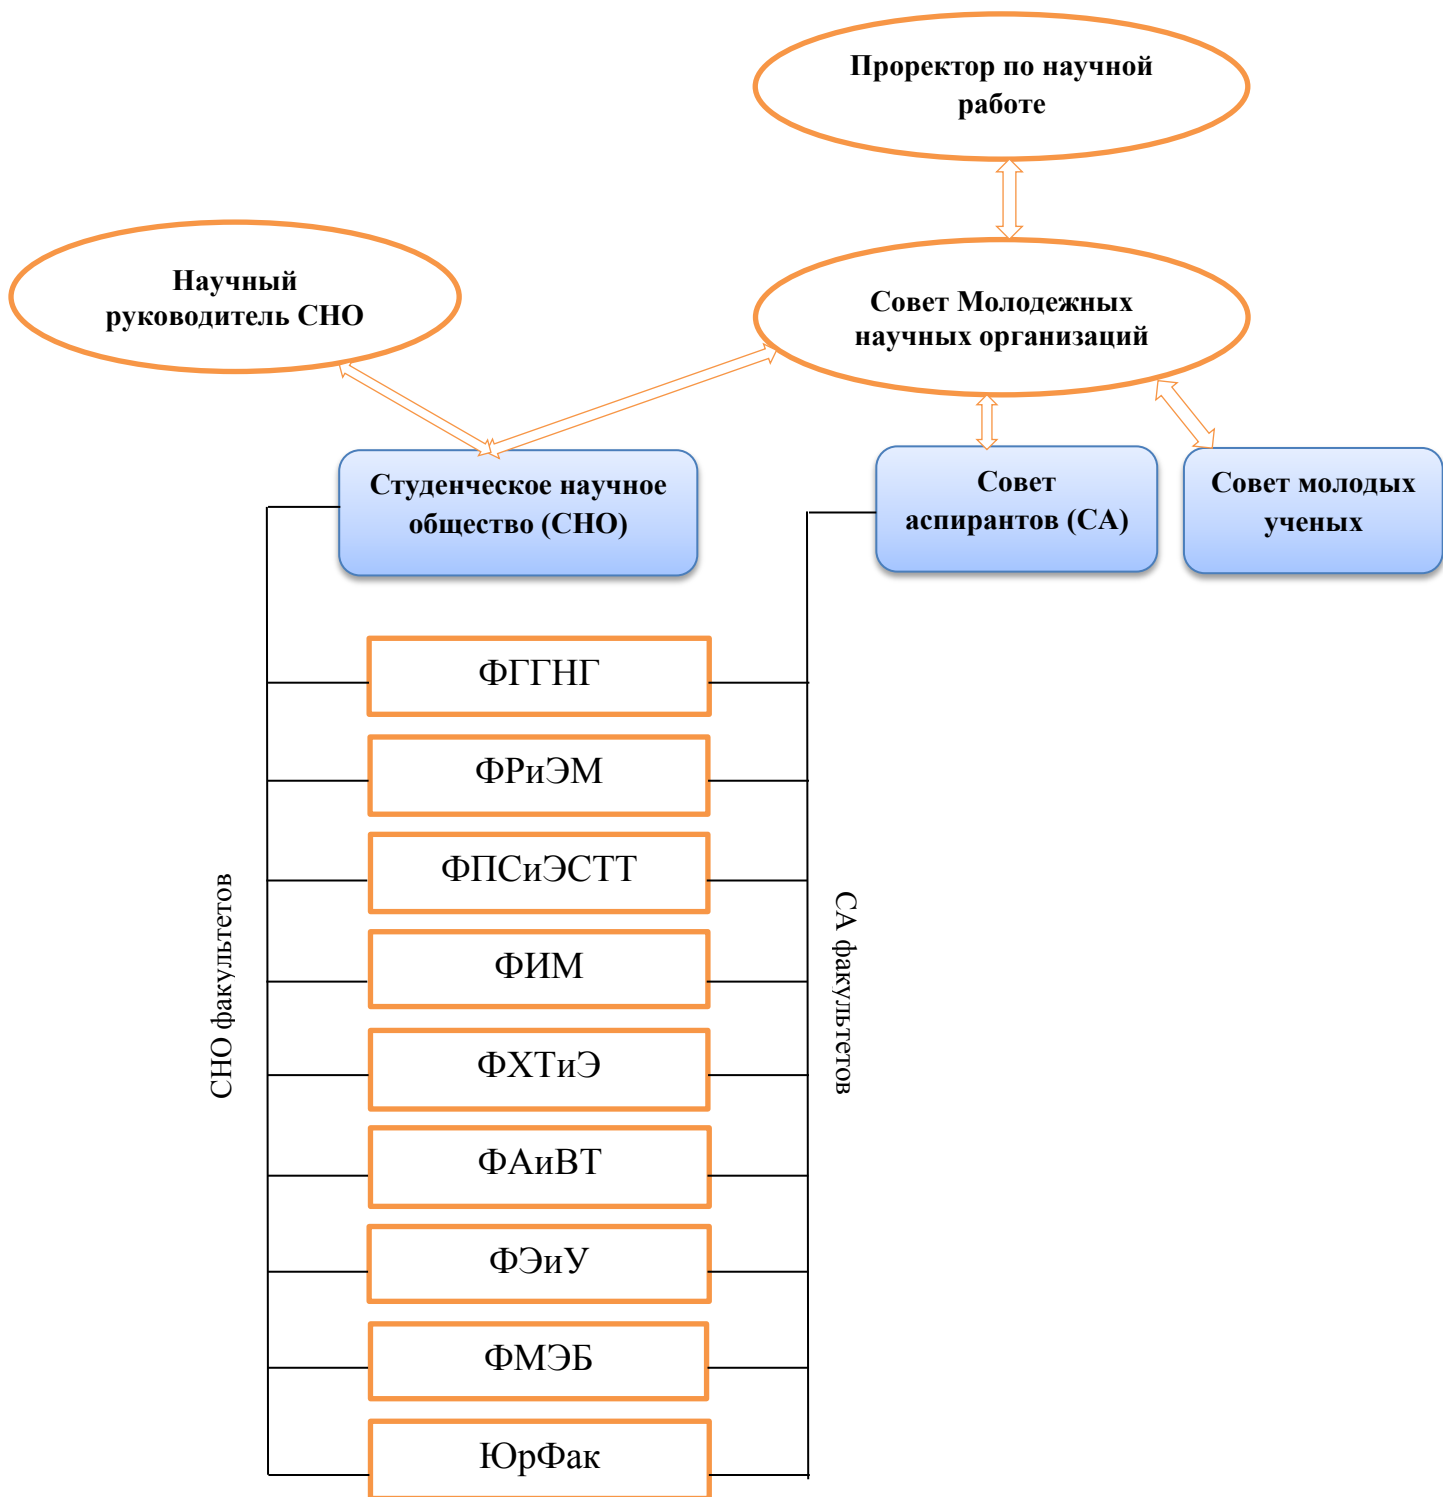 Проректор по научной
работе
Научный
руководитель СНО
Совет Молодежных
научных организаций
Студенческое научное
общество (СНО)
Совет
аспирантов (СА)
Совет молодых
ученых
ФГГНГ
ФРиЭМ
ФПСиЭСТТ
ФИМ
ФХТиЭ
ФАиВТ
ФЭиУ
ФМЭБ
ЮрФак
СНО факультетов
СА факультетов